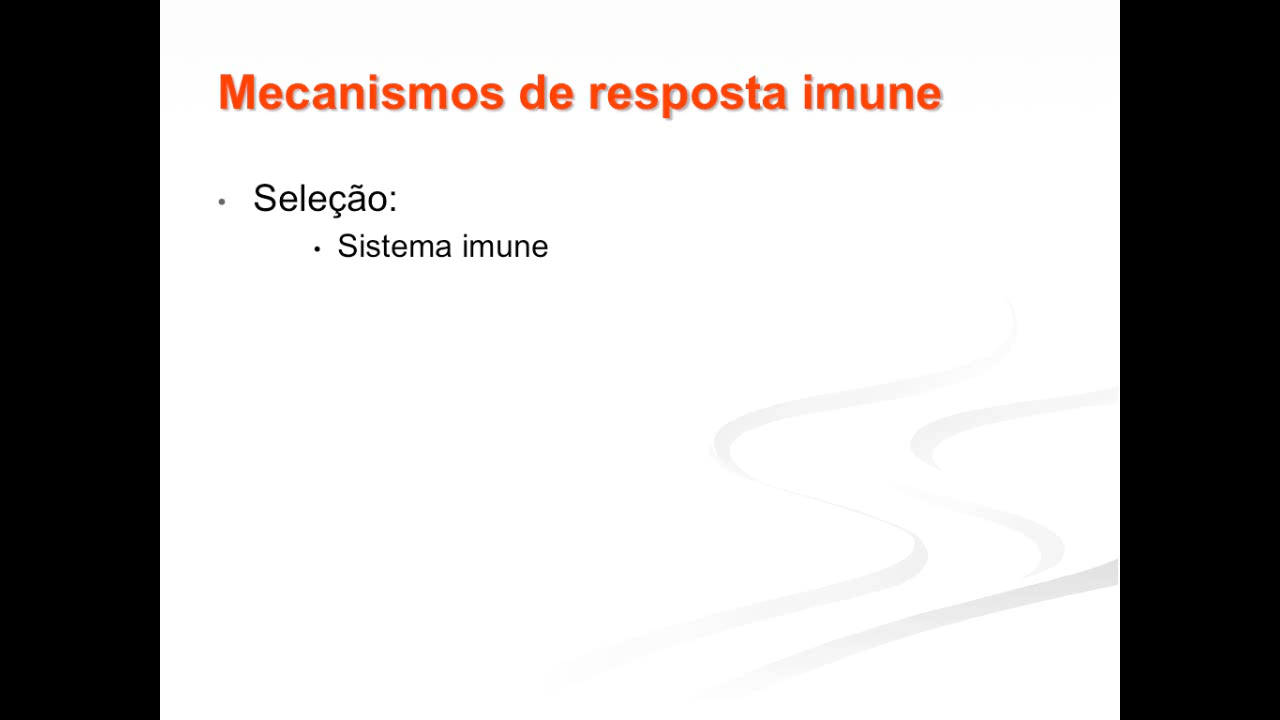 Mecanismos de resposta imune
• Seleção:
• Sistema imune